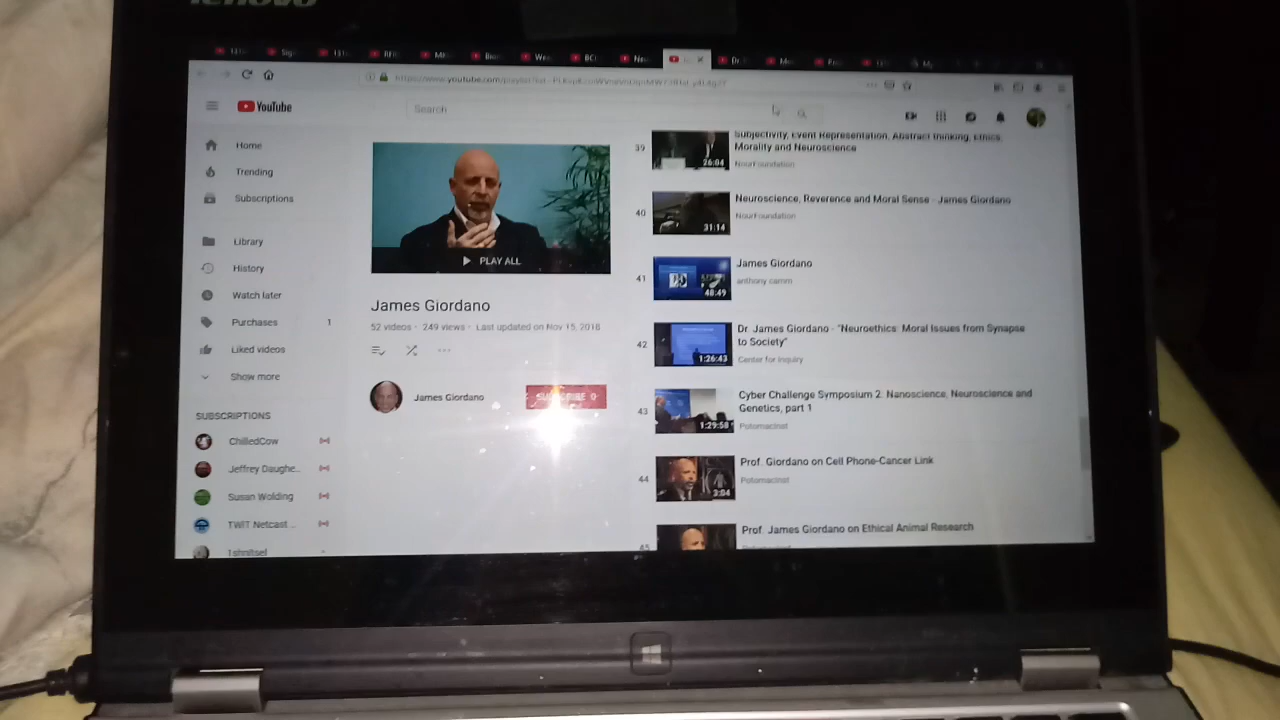 lenovo
YouTube
Search
Home
Trending
Subscriptions
Library
History
Watch later
Purchases 1
Liked videos
Show more
SUBSCRIPTIONS
ChilledCow
Jeffrey Daughe...
Susan Wolding
TWiT Netcast ...
PLAY ALL
James Giordano
52 videos · 249 views · Last updated on Nov 15, 2018
James Giordano
SUBSCRIBE 0
39
26:04
Subjectivity, Event Representation, Abstract thinking, Ethics,
Morality and Neuroscience
NourFoundation
40
31:14
Neuroscience, Reverence and Moral Sense - James Giordano
NourFoundation
41
48:49
James Giordano
anthony camm
42
1:26:43
Dr. James Giordano - "Neuroethics: Moral Issues from Synapse
to Society"
Center for Inquiry
43
1:29:58
Cyber Challenge Symposium 2: Nanoscience, Neuroscience and
Genetics, part 1
PotomacInst
44
3:04
Prof. Giordano on Cell Phone-Cancer Link
PotomacInst
45
Prof. James Giordano on Ethical Animal Research